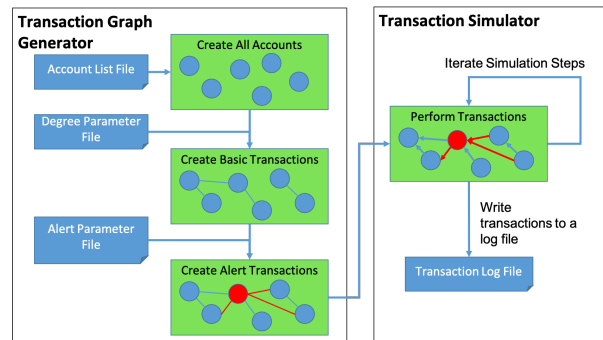 Transaction Graph
Generator
Create All Accounts
Account List File
Degree Parameter
File
Create Basic Transactions
Alert Parameter
File
Create Alert Transactions
Transaction Simulator
Iterate Simulation Steps
Perform Transactions
Write
transactions to a
log file
Transaction Log File